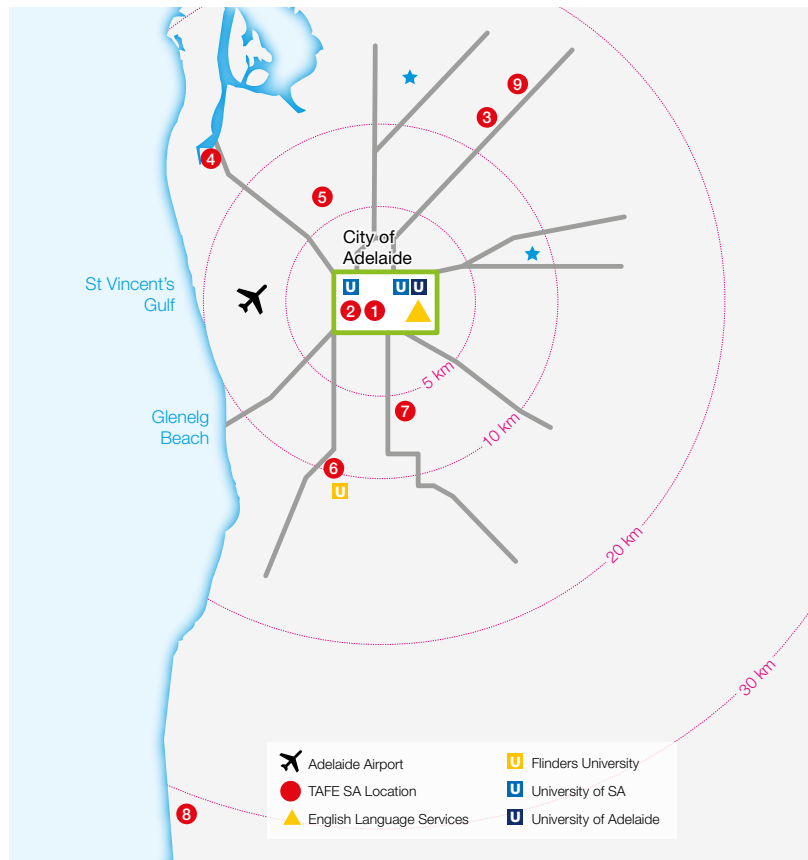 9
3
4
5
City of
Adelaide
St Vincent's
Gulf
U U U
2 1
5 km
Glenelg
Beach
7
10 km
6
U
20 km
30 km
Adelaide Airport
TAFE SA Location
English Language Services
U Flinders University
U University of SA
U University of Adelaide
8